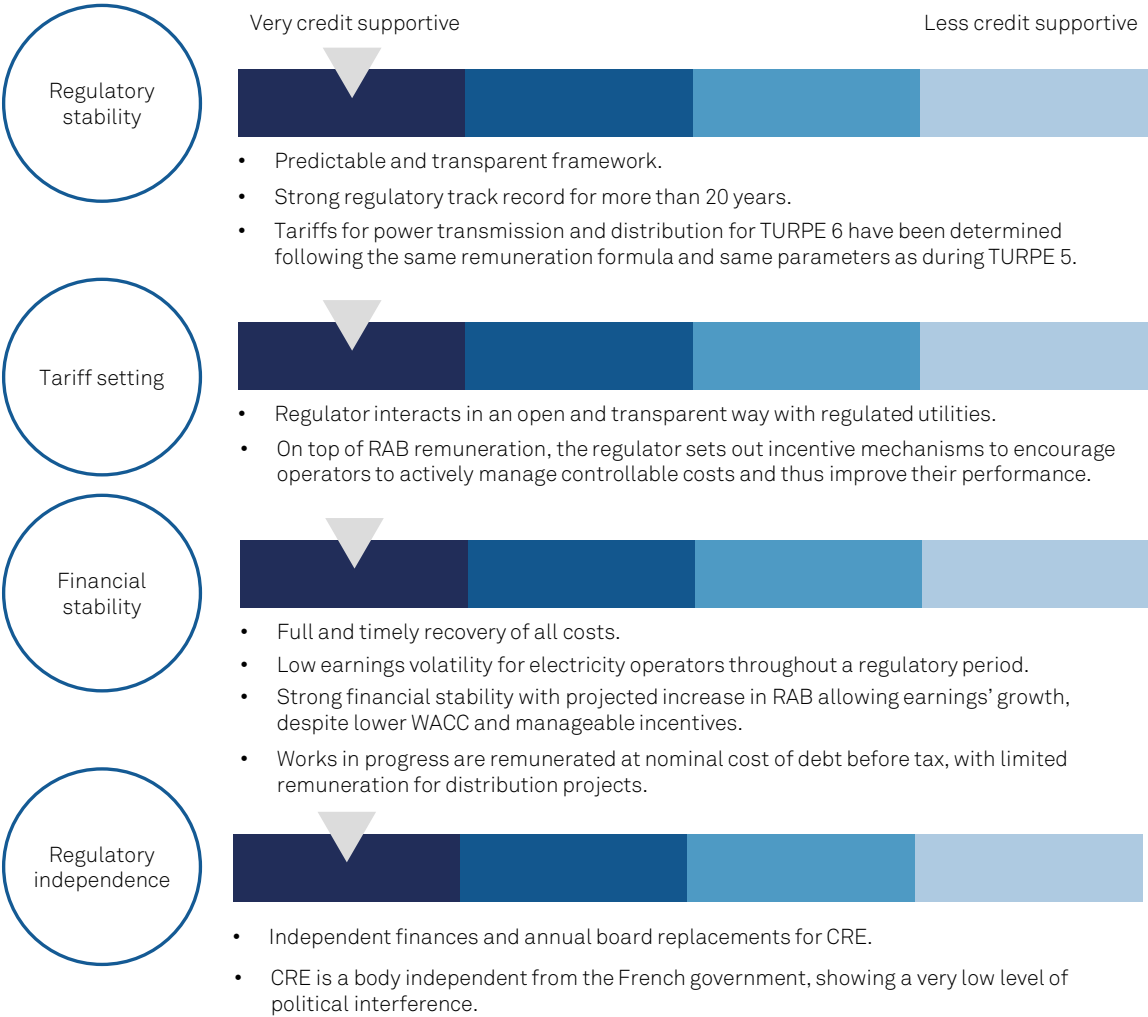 Very credit supportive
Less credit supportive
Regulatory
stability
• Predictable and transparent framework.
• Strong regulatory track record for more than 20 years.
• Tariffs for power transmission and distribution for TURPE 6 have been determined
following the same remuneration formula and same parameters as during TURPE 5.
Tariff setting
• Regulator interacts in an open and transparent way with regulated utilities.
• On top of RAB remuneration, the regulator sets out incentive mechanisms to encourage
operators to actively manage controllable costs and thus improve their performance.
Financial
stability
• Full and timely recovery of all costs.
• Low earnings volatility for electricity operators throughout a regulatory period.
• Strong financial stability with projected increase in RAB allowing earnings’ growth,
despite lower WACC and manageable incentives.
• Works in progress are remunerated at nominal cost of debt before tax, with limited
remuneration for distribution projects.
Regulatory
independence
• Independent finances and annual board replacements for CRE.
• CRE is a body independent from the French government, showing a very low level of
political interference.